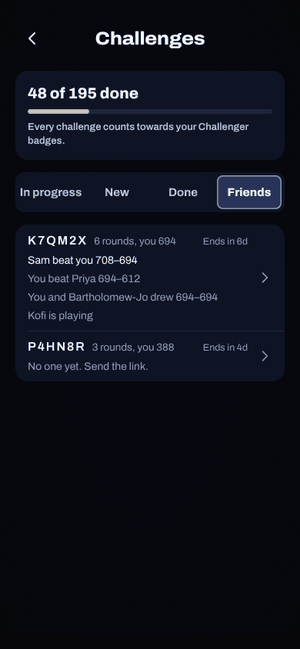 Challenges
48 of 195 done
Every challenge counts towards your Challenger
badges.
In progress New Done Friends
K7QM2X 6 rounds, you 694 Ends in 6d
Sam beat you 708–694
You beat Priya 694–612
You and Bartholomew-Jo drew 694–694
Kofi is playing
P4HN8R 3 rounds, you 388 Ends in 4d
No one yet. Send the link.